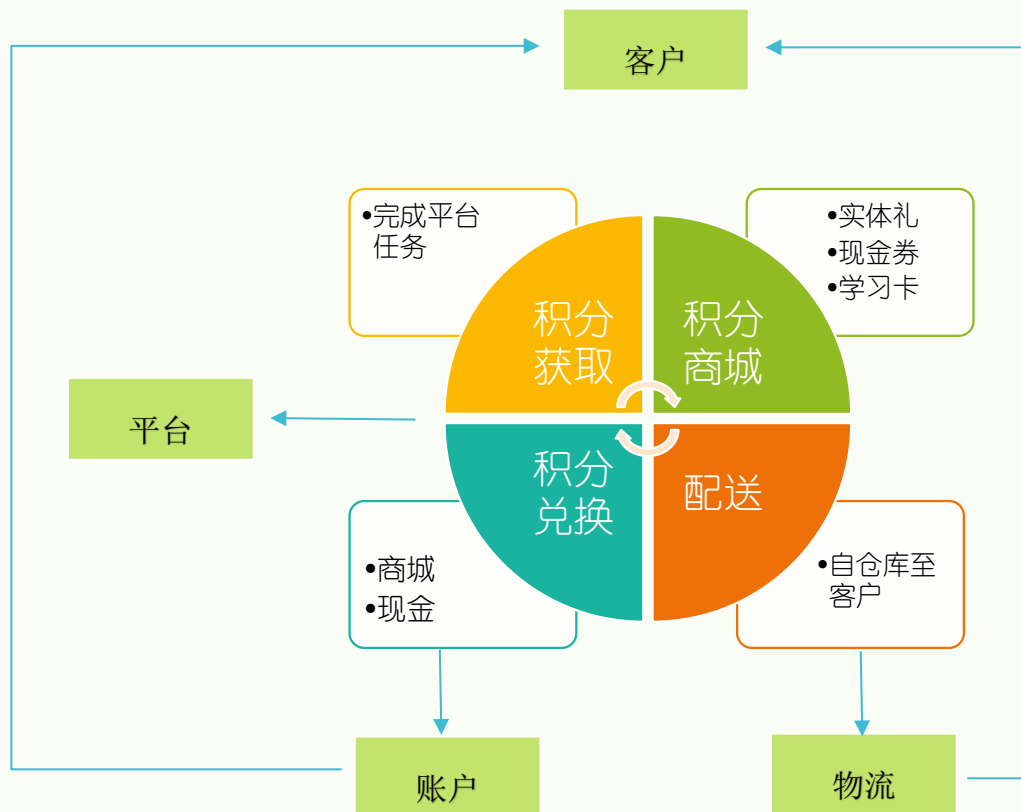 客户
•完成平台
任务
•实体礼
•现金券
•学习卡
积分
获取
积分
商城
平台
积分
兑换
配送
•商城
•现金
•自仓库至
客户
账户
物流